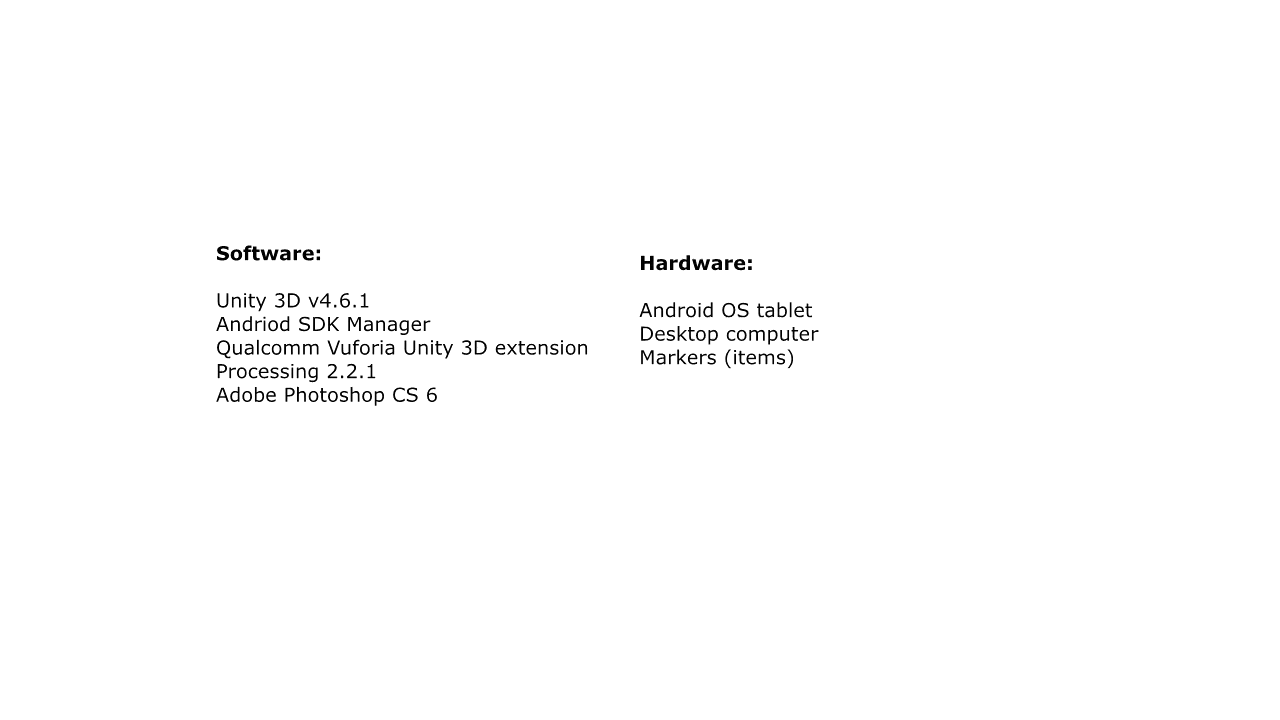 Software:
Unity 3D v4.6.1
Andriod SDK Manager
Qualcomm Vuforia Unity 3D extension
Processing 2.2.1
Adobe Photoshop CS 6
Hardware:
Android OS tablet
Desktop computer
Markers (items)